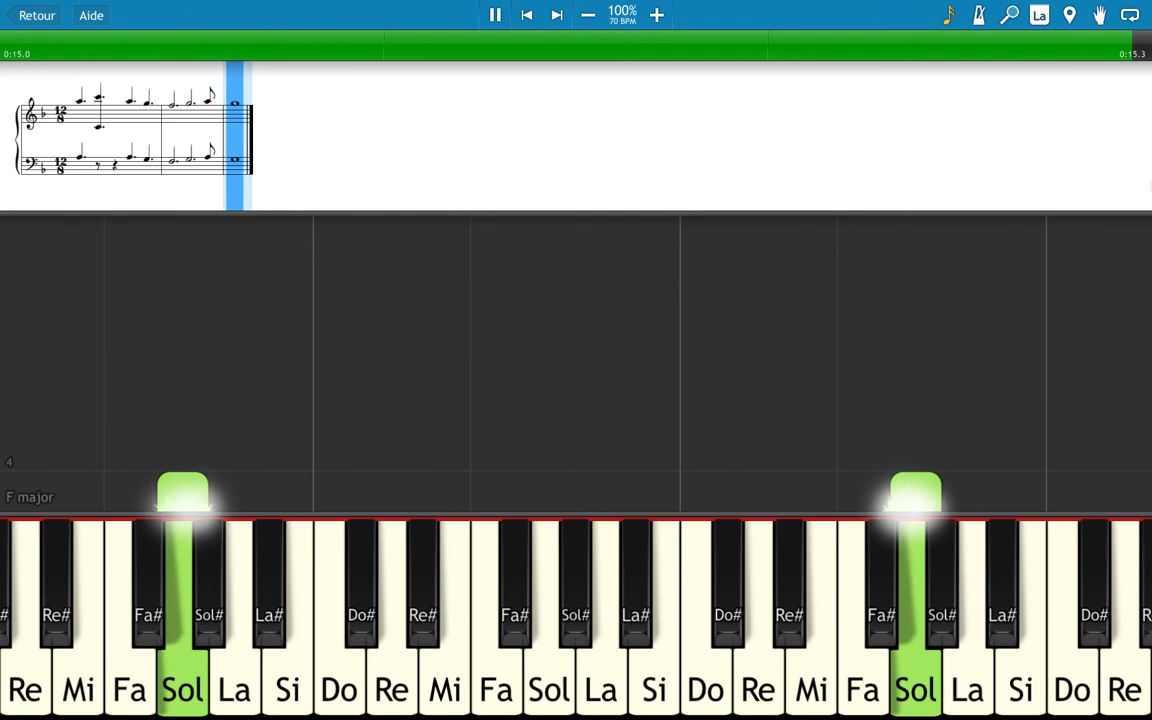 Retour Aide 100% La
70 BPM
0:15.0 0:15.3
12 8
12 8
4
F major
# Re# Fa# Sol# La# Do# Re# Fa# Sol# La# Do# Re# Fa# Sol# La# Do# R
Re Mi Fa Sol La Si Do Re Mi Fa Sol La Si Do Re Mi Fa Sol La Si Do Re